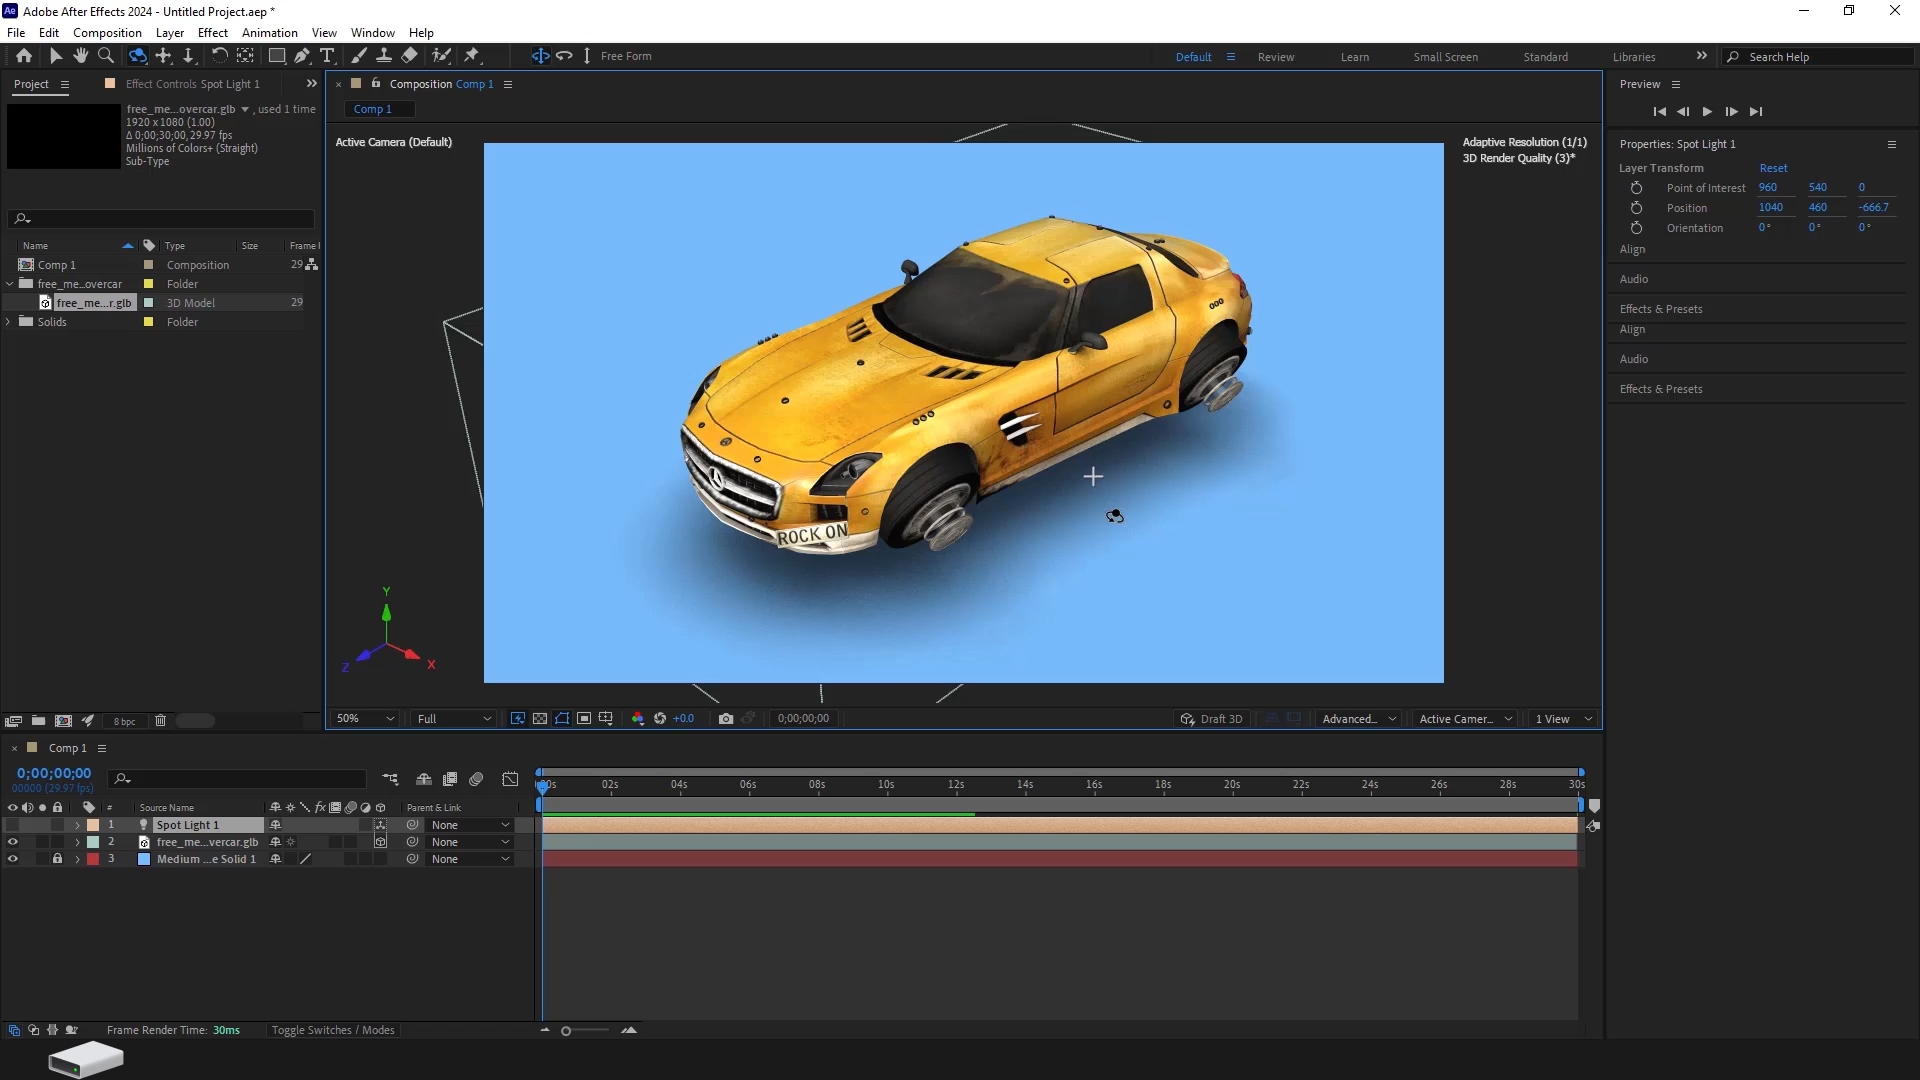 Ae Adobe After Effects 2024 - Untitled Project.aep *
File Edit Composition Layer Effect Animation View Window Help
T Free Form Default Review Learn Small Screen Standard Libraries Search Help
Project Effect Controls Spot Light 1
free_me...overcar.glb , used 1 time
1920 x 1080 (1.00)
Δ 0;00;30;00, 29.97 fps
Millions of Colors+ (Straight)
Sub-Type
Name Type Size Frame
Comp 1 Composition 29
free_me...overcar Folder
free_me...r.glb 3D Model 29
Solids Folder
8 bpc
Composition Comp 1
Comp 1
Active Camera (Default)
Adaptive Resolution (1/1)
3D Render Quality (3)*
ROCK ON
Y
Z
X
50% Full +0.0 0;00;00;00 Draft 3D Advanced... Active Camer... 1 View
Preview
Properties: Spot Light 1
Layer Transform Reset
Point of Interest 960 540 0
Position 1040 460 -666.7
Orientation 0° 0° 0°
Align
Audio
Effects & Presets
Align
Audio
Effects & Presets
Comp 1
0;00;00;00
00000 (29.97 fps)
02s 04s 06s 08s 10s 12s 14s 16s 18s 20s 22s 24s 26s 28s 30s
# Source Name fx Parent & Link
1 Spot Light 1 None
2 free_me...vercar.glb None
3 Medium ...e Solid 1 None
Frame Render Time: 30ms Toggle Switches / Modes